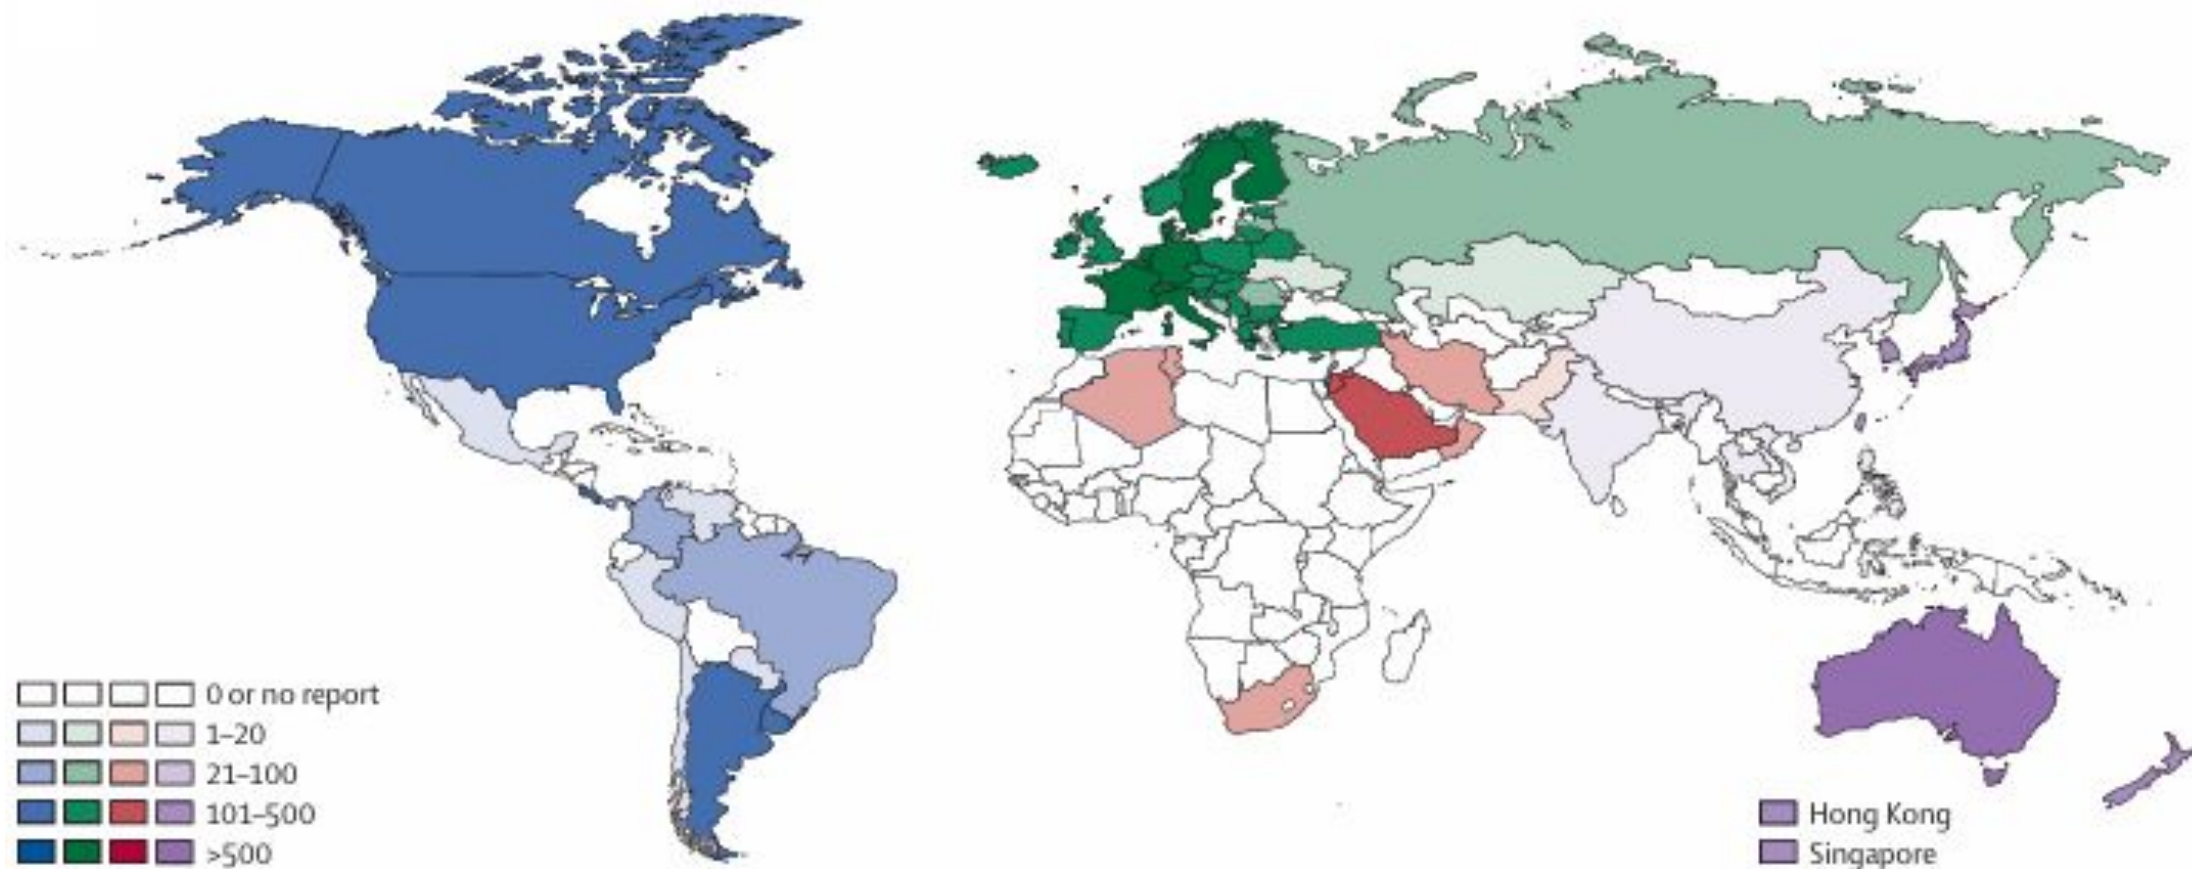 0 or no report
1–20
21–100
101–500
>500
Hong Kong
Singapore